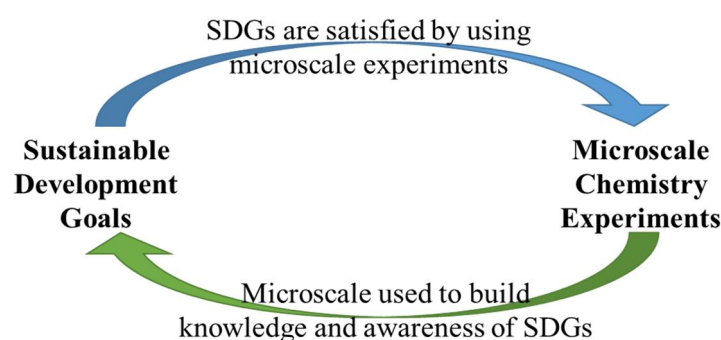 SDGs are satisfied by using
microscale experiments
Sustainable
Development
Goals
Microscale
Chemistry
Experiments
Microscale used to build
knowledge and awareness of SDGs